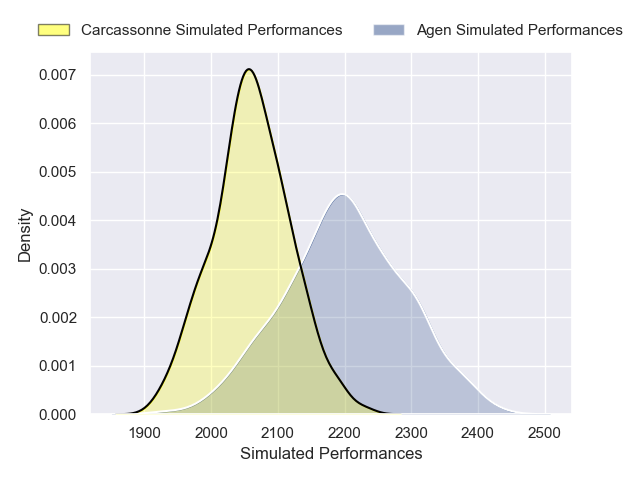 Carcassonne Simulated Performances Agen Simulated Performances
0.007
0.006
0.005
0.004
0.003
0.002
0.001
0.000
Density
1900 2000 2100 2200 2300 2400 2500
Simulated Performances